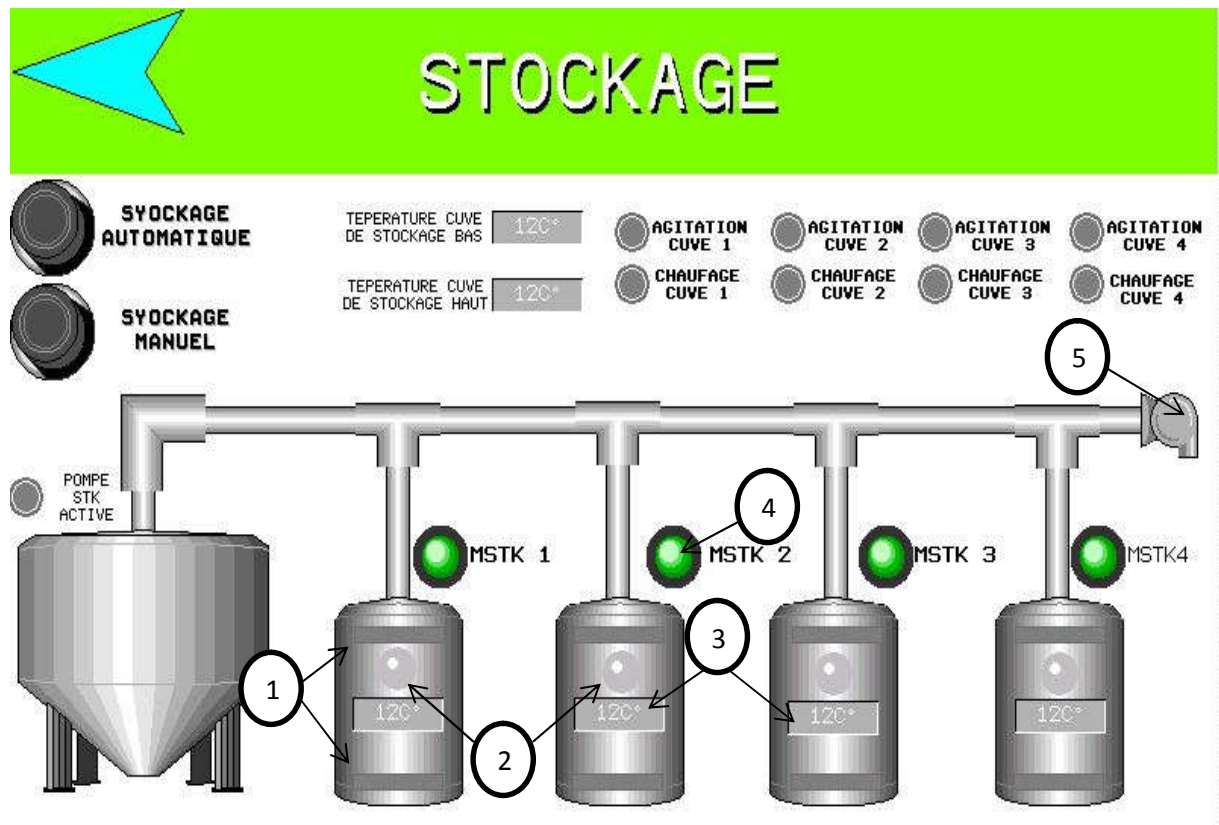 STOCKAGE
SYOCKAGE
AUTOMATIQUE
TEPERATURE CUVE
DE STOCKAGE BAS
12C°
AGITATION
CUVE 1
AGITATION
CUVE 2
AGITATION
CUVE 3
AGITATION
CUVE 4
TEPERATURE CUVE
DE STOCKAGE HAUT
12C°
CHAUFAGE
CUVE 1
CHAUFAGE
CUVE 2
CHAUFAGE
CUVE 3
CHAUFAGE
CUVE 4
SYOCKAGE
MANUEL
5
POMPE
STK
ACTIVE
4
MSTK 1
MSTK 2
MSTK 3
MSTK4
3
1
2
12C°
12C°
12C°
12C°